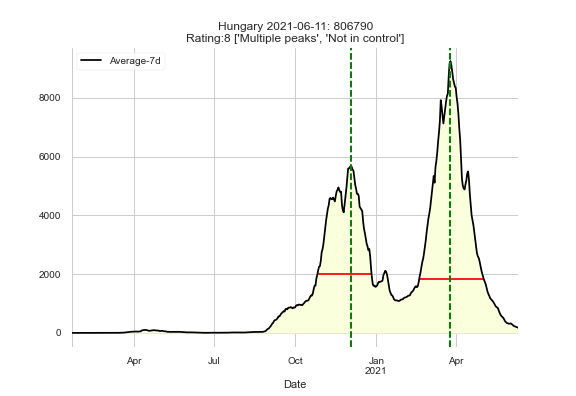 Hungary 2021-06-11: 806790
Rating:8 ['Multiple peaks', 'Not in control']
Average-7d
8000
6000
4000
2000
0
Apr
Jul
Oct
Jan
2021
Apr
Date